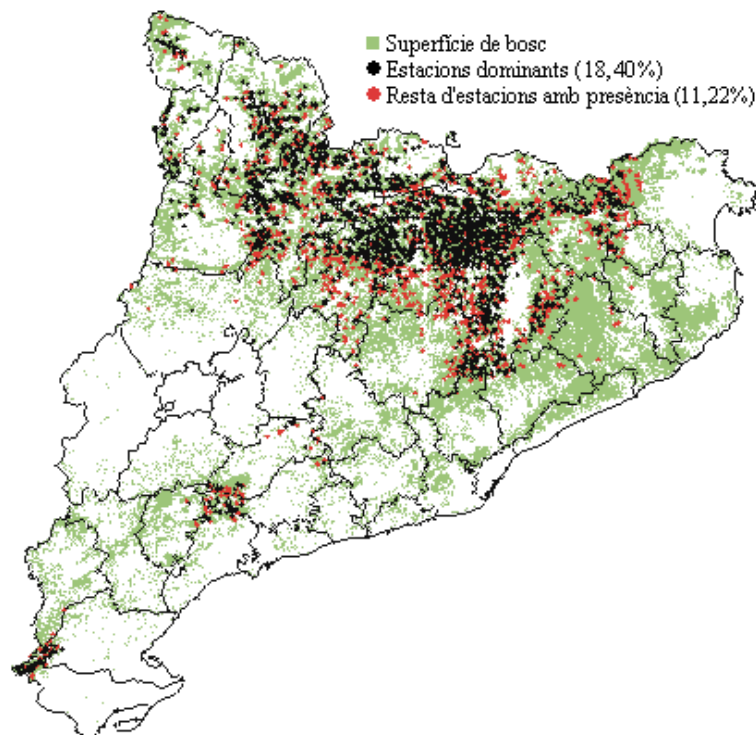 Superfície de bosc
Estacions dominants (18,40%)
Resta d'estacions amb presència (11,22%)